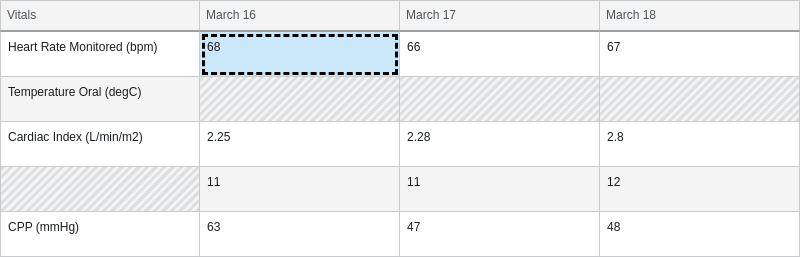 Vitals March 16 March 17 March 18
Heart Rate Monitored (bpm) 68 66 67
Temperature Oral (degC)
Cardiac Index (L/min/m2) 2.25 2.28 2.8
11 11 12
CPP (mmHg) 63 47 48